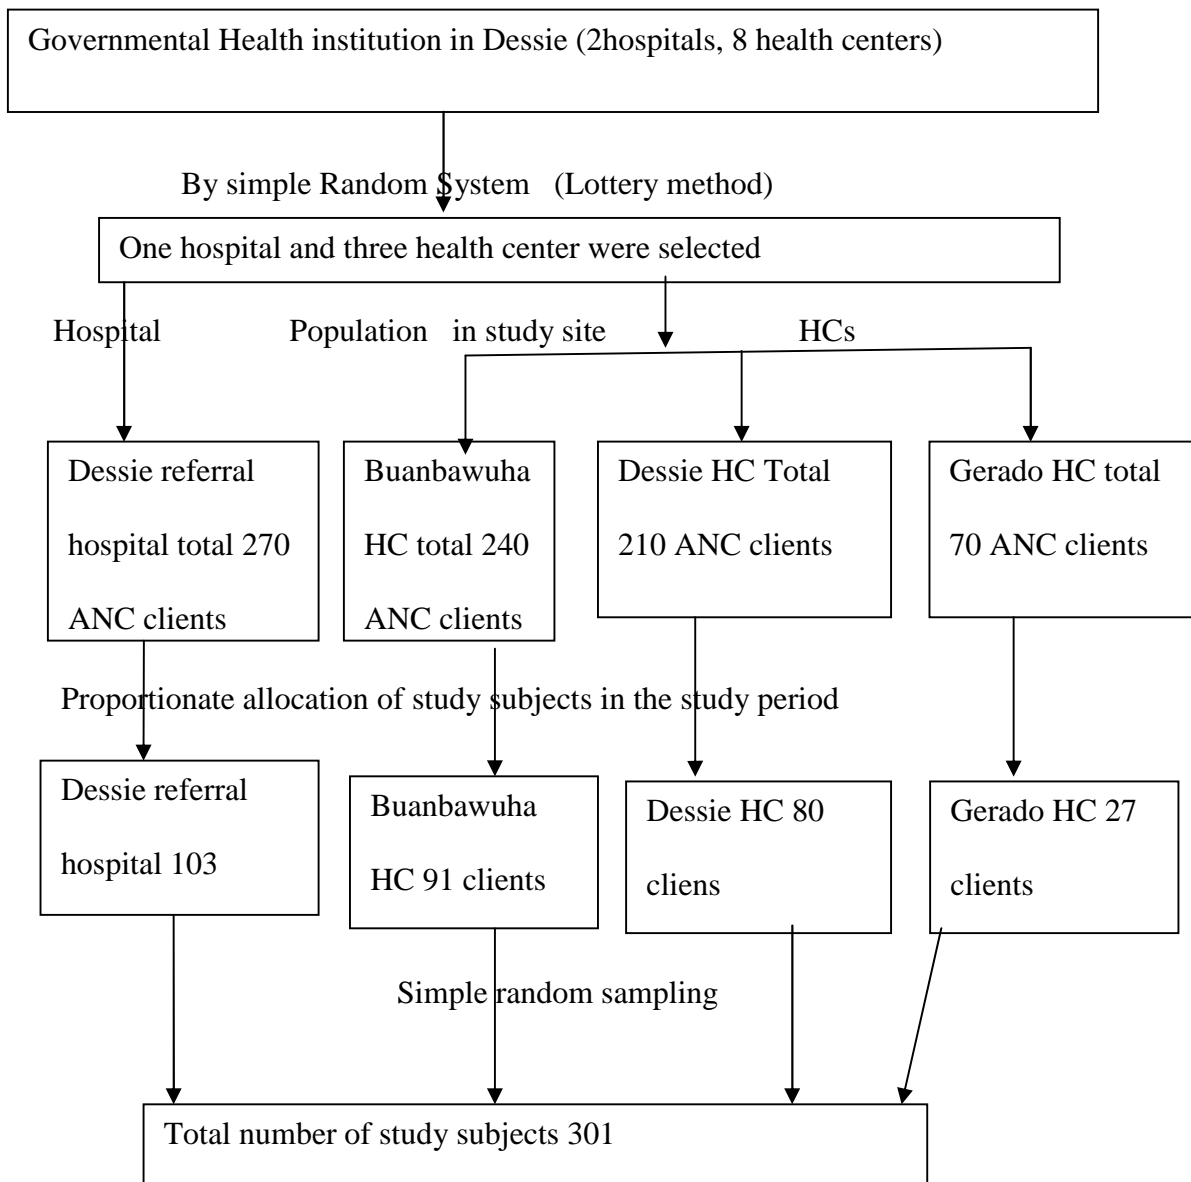 Governmental Health institution in Dessie (2hospitals, 8 health centers)
By simple Random System (Lottery method)
One hospital and three health center were selected
Hospital
Population in study site
HCs
Dessie referral
hospital total 270
ANC clients
Buanbawuha
HC total 240
ANC clients
Dessie HC Total
210 ANC clients
Gerado HC total
70 ANC clients
Proportionate allocation of study subjects in the study period
Dessie referral
hospital 103
Buanbawuha
HC 91 clients
Dessie HC 80
cliens
Gerado HC 27
clients
Simple random sampling
Total number of study subjects 301